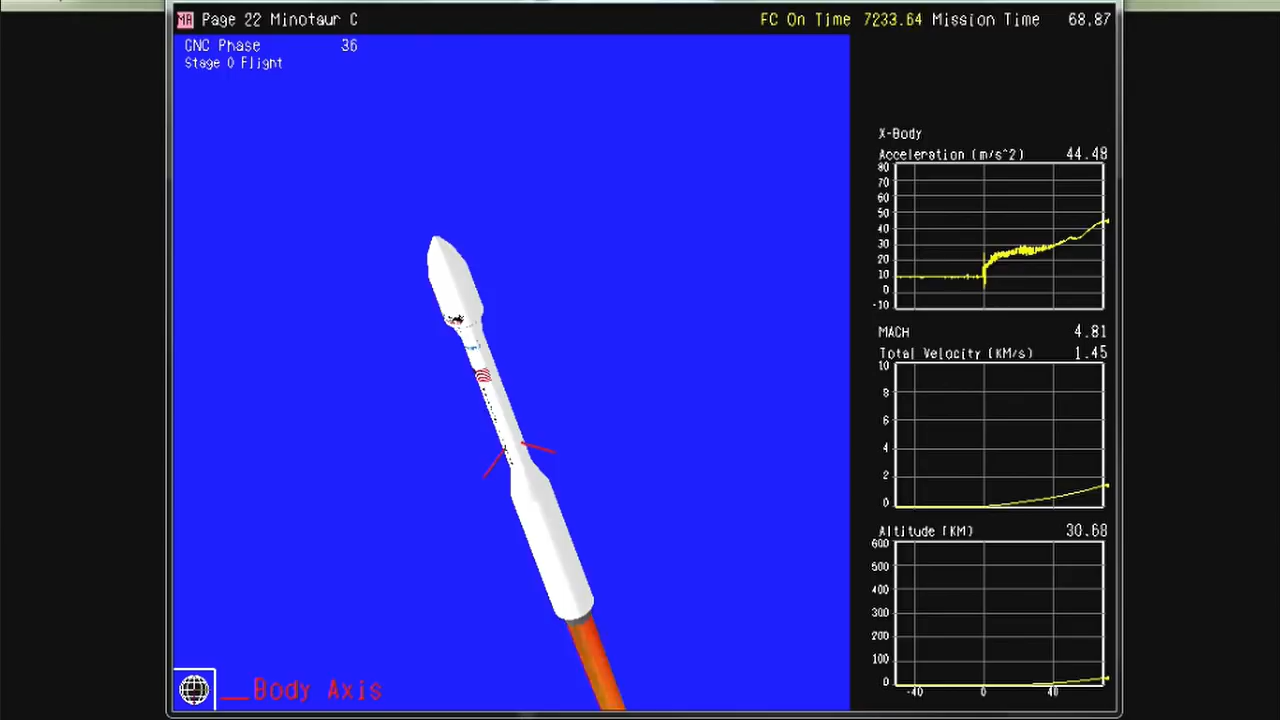 MA Page 22 Minotaur C
FC On Time 7233.64 Mission Time 68.87
GNC Phase 36
Stage 0 Flight
X-Body
Acceleration (m/s^2) 44.48
80
70
60
50
40
30
20
10
0
-10
MACH 4.81
Total Velocity (KM/s) 1.45
10
8
6
4
2
0
Altitude (KM) 30.68
600
500
400
300
200
100
0
-40 0 40
Body Axis